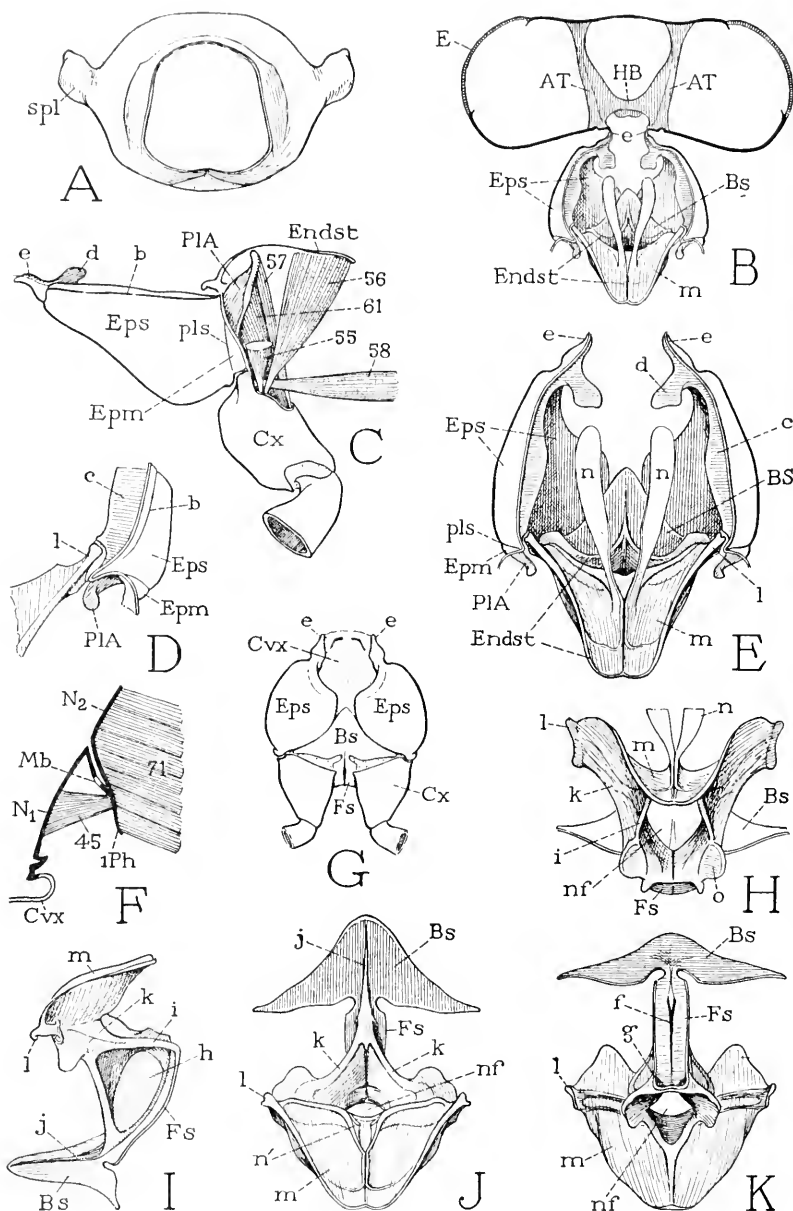 spl
A
E
AT
HB
AT
e
Eps
Bs
Endst
m
B
e
d
b
PlA
57
Endst
56
61
55
58
Eps
pls
Epm
Cx
C
c
b
l
Eps
Epm
PlA
D
e
e
d
c
Eps
n
n
BS
pls
Epm
PlA
l
Endst
m
E
N2
Mb
71
N1
45
1Ph
Cvx
F
e
e
Cvx
Eps
Eps
Bs
Fs
Cx
G
l
n
m
k
Bs
i
nf
o
Fs
H
m
k
i
l
h
j
Fs
Bs
I
j
Bs
Fs
k
k
l
nf
n
m
J
Bs
f
Fs
g
l
m
nf
K